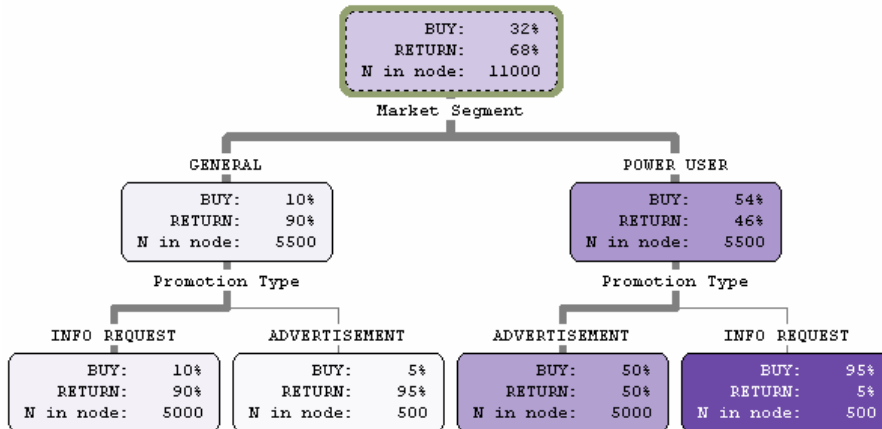 BUY: 32%
RETURN: 68%
N in node: 11000
Market Segment
GENERAL
BUY: 10%
RETURN: 90%
N in node: 5500
Promotion Type
INFO REQUEST
BUY: 10%
RETURN: 90%
N in node: 5000
ADVERTISEMENT
BUY: 5%
RETURN: 95%
N in node: 500
POWER USER
BUY: 54%
RETURN: 46%
N in node: 5500
Promotion Type
ADVERTISEMENT
BUY: 50%
RETURN: 50%
N in node: 5000
INFO REQUEST
BUY: 95%
RETURN: 5%
N in node: 500